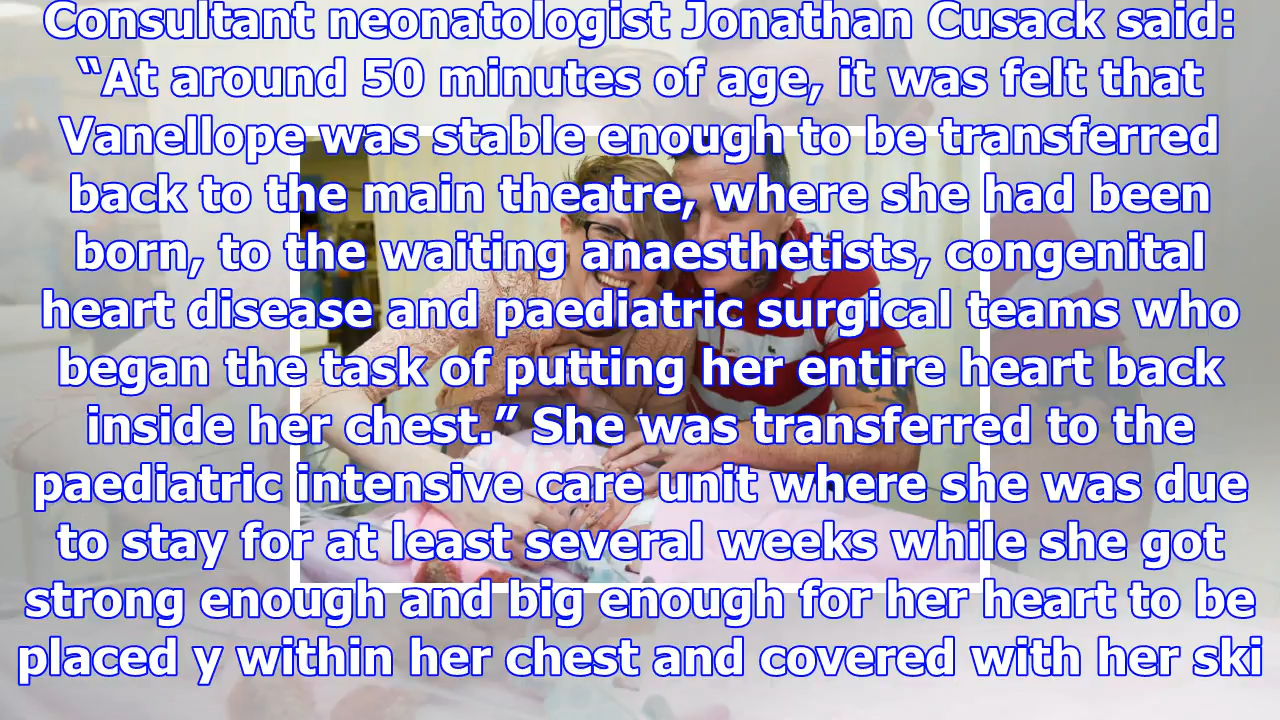 Consultant neonatologist Jonathan Cusack said:
“At around 50 minutes of age, it was felt that
Vanellope was stable enough to be transferred
back to the main theatre, where she had been
born, to the waiting anaesthetists, congenital
heart disease and paediatric surgical teams who
began the task of putting her entire heart back
inside her chest.” She was transferred to the
paediatric intensive care unit where she was due
to stay for at least several weeks while she got
strong enough and big enough for her heart to be
placed y within her chest and covered with her ski